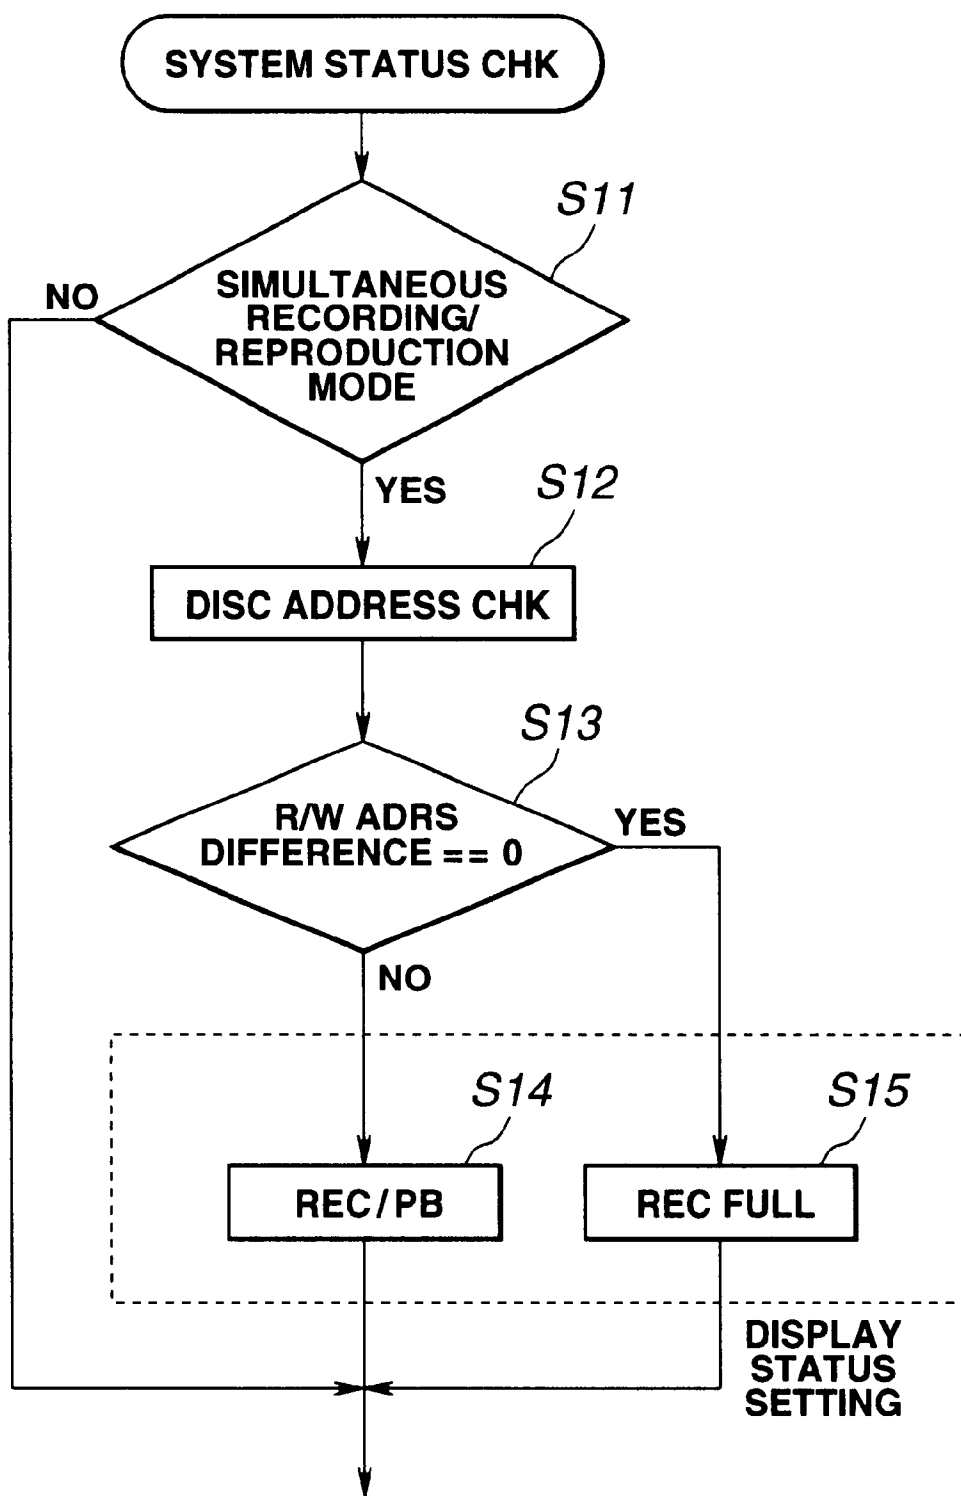 SYSTEM STATUS CHK
S11
NO
SIMULTANEOUS
RECORDING/
REPRODUCTION
MODE
YES
S12
DISC ADDRESS CHK
S13
R/W ADRS
DIFFERENCE == 0
YES
NO
S14
S15
REC/PB
REC FULL
DISPLAY
STATUS
SETTING